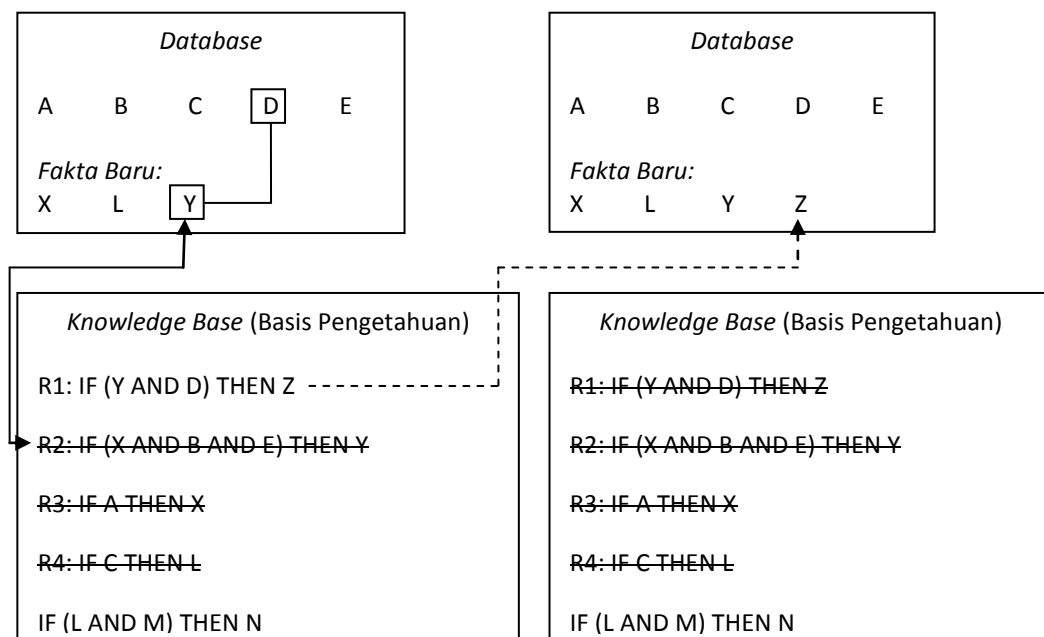 Database
A B C D E
Fakta Baru:
X L Y
Knowledge Base (Basis Pengetahuan)
R1: IF (Y AND D) THEN Z
R2: IF (X AND B AND E) THEN Y
R3: IF A THEN X
R4: IF C THEN L
IF (L AND M) THEN N
Database
A B C D E
Fakta Baru:
X L Y Z
Knowledge Base (Basis Pengetahuan)
R1: IF (Y AND D) THEN Z
R2: IF (X AND B AND E) THEN Y
R3: IF A THEN X
R4: IF C THEN L
IF (L AND M) THEN N